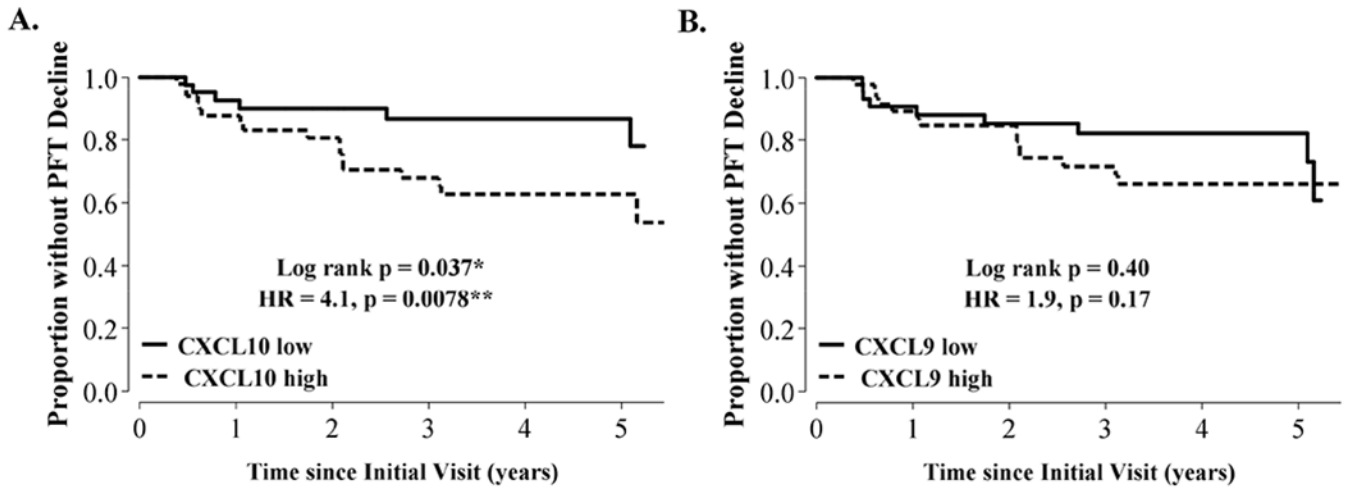 A.
Proportion without PFT Decline
1.0
0.8
0.6
0.4
0.2
0.0
Log rank p = 0.037*
HR = 4.1, p = 0.0078**
CXCL10 low
CXCL10 high
0 1 2 3 4 5
Time since Initial Visit (years)
B.
Proportion without PFT Decline
1.0
0.8
0.6
0.4
0.2
0.0
Log rank p = 0.40
HR = 1.9, p = 0.17
CXCL9 low
CXCL9 high
0 1 2 3 4 5
Time since Initial Visit (years)